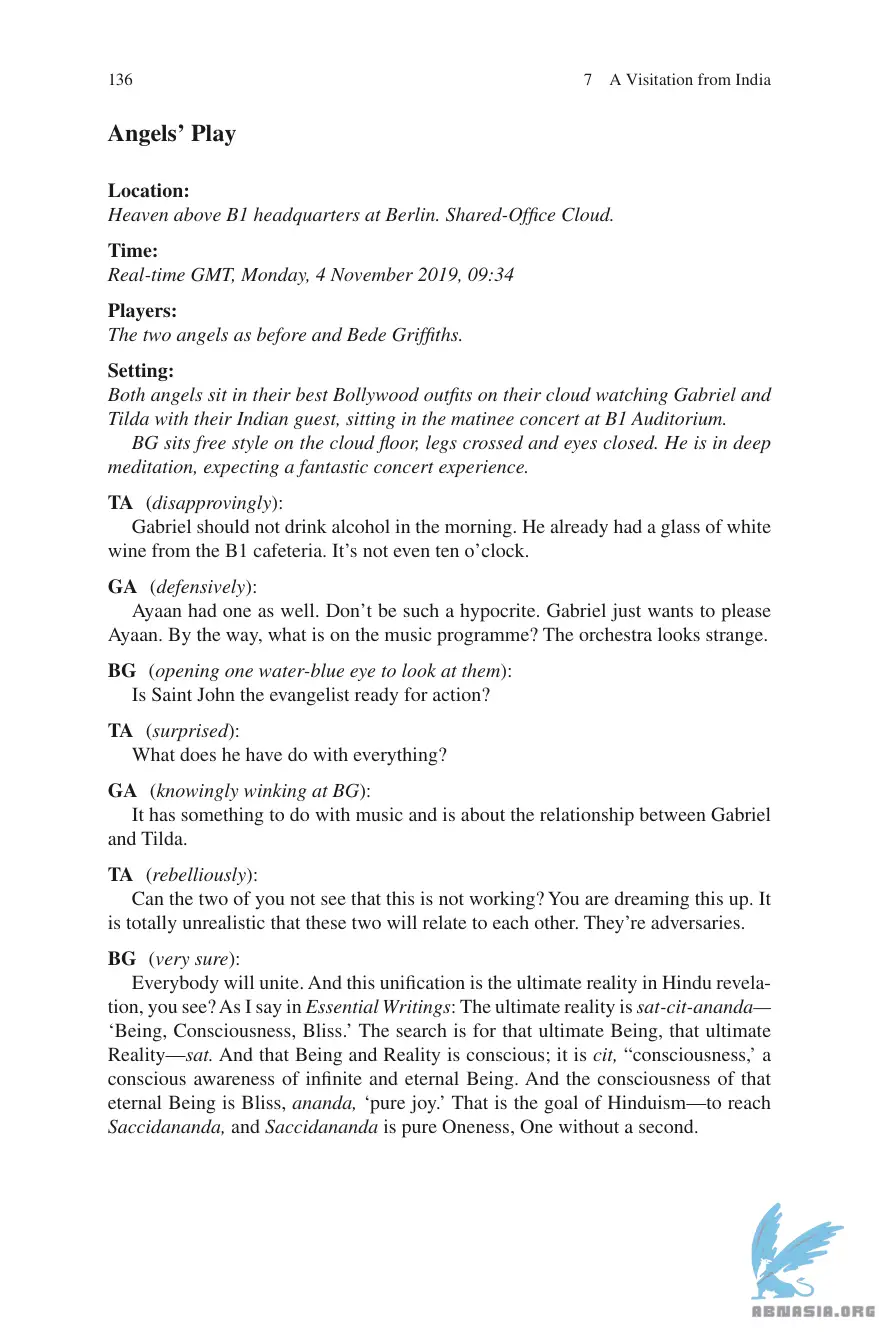 136
7 A Visitation from India
Angels’ Play
Location:
Heaven above B1 headquarters at Berlin. Shared-Office Cloud.
Time:
Real-time GMT, Monday, 4 November 2019, 09:34
Players:
The two angels as before and Bede Griffiths.
Setting:
Both angels sit in their best Bollywood outfits on their cloud watching Gabriel and
Tilda with their Indian guest, sitting in the matinee concert at B1 Auditorium.
BG sits free style on the cloud floor, legs crossed and eyes closed. He is in deep
meditation, expecting a fantastic concert experience.
TA (disapprovingly):
Gabriel should not drink alcohol in the morning. He already had a glass of white
wine from the B1 cafeteria. It’s not even ten o’clock.
GA (defensively):
Ayaan had one as well. Don’t be such a hypocrite. Gabriel just wants to please
Ayaan. By the way, what is on the music programme? The orchestra looks strange.
BG (opening one water-blue eye to look at them):
Is Saint John the evangelist ready for action?
TA (surprised):
What does he have do with everything?
GA (knowingly winking at BG):
It has something to do with music and is about the relationship between Gabriel
and Tilda.
TA (rebelliously):
Can the two of you not see that this is not working? You are dreaming this up. It
is totally unrealistic that these two will relate to each other. They’re adversaries.
BG (very sure):
Everybody will unite. And this unification is the ultimate reality in Hindu revela-
tion, you see? As I say in Essential Writings: The ultimate reality is sat-cit-ananda—
‘Being, Consciousness, Bliss.’ The search is for that ultimate Being, that ultimate
Reality—sat. And that Being and Reality is conscious; it is cit, “consciousness,’ a
conscious awareness of infinite and eternal Being. And the consciousness of that
eternal Being is Bliss, ananda, ‘pure joy.’ That is the goal of Hinduism—to reach
Saccidananda, and Saccidananda is pure Oneness, One without a second.
ABNASIA.ORG